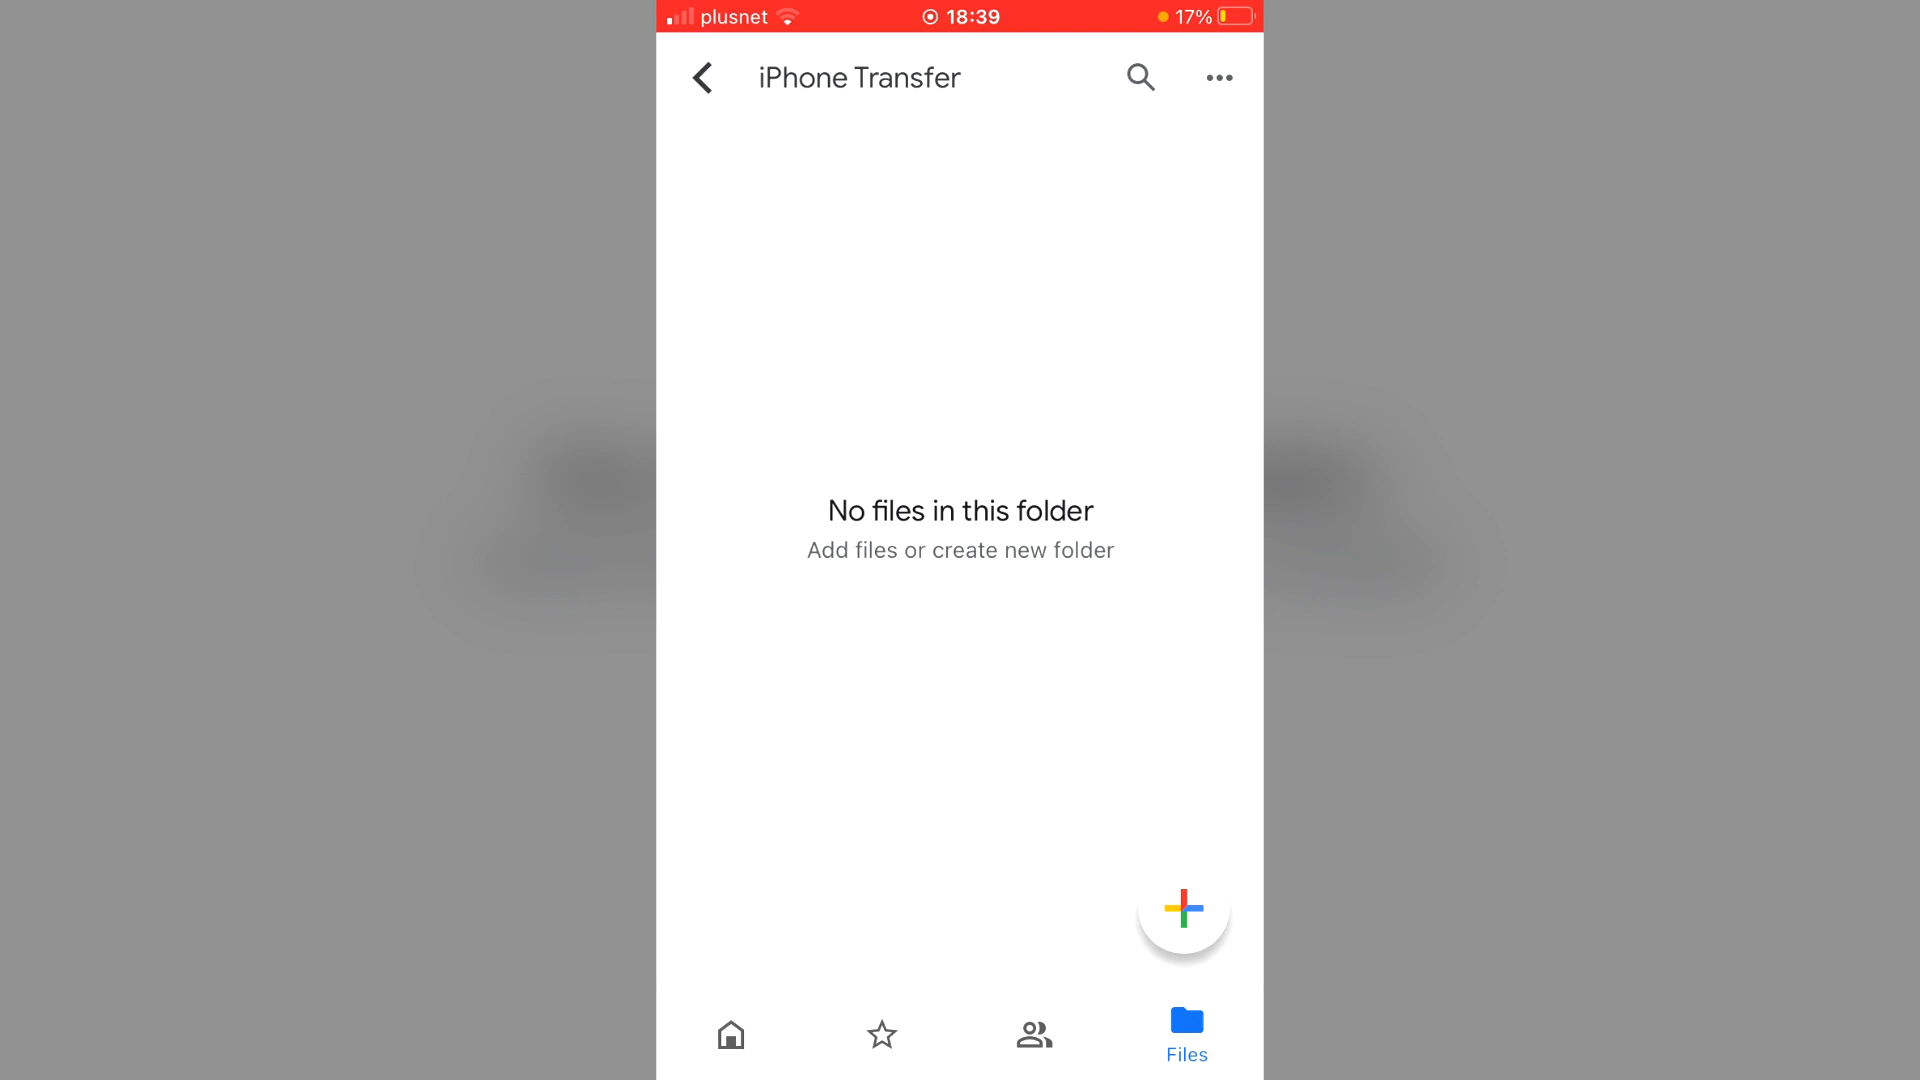 plusnet 18:39 17%
iPhone Transfer
No files in this folder
Add files or create new folder
Files